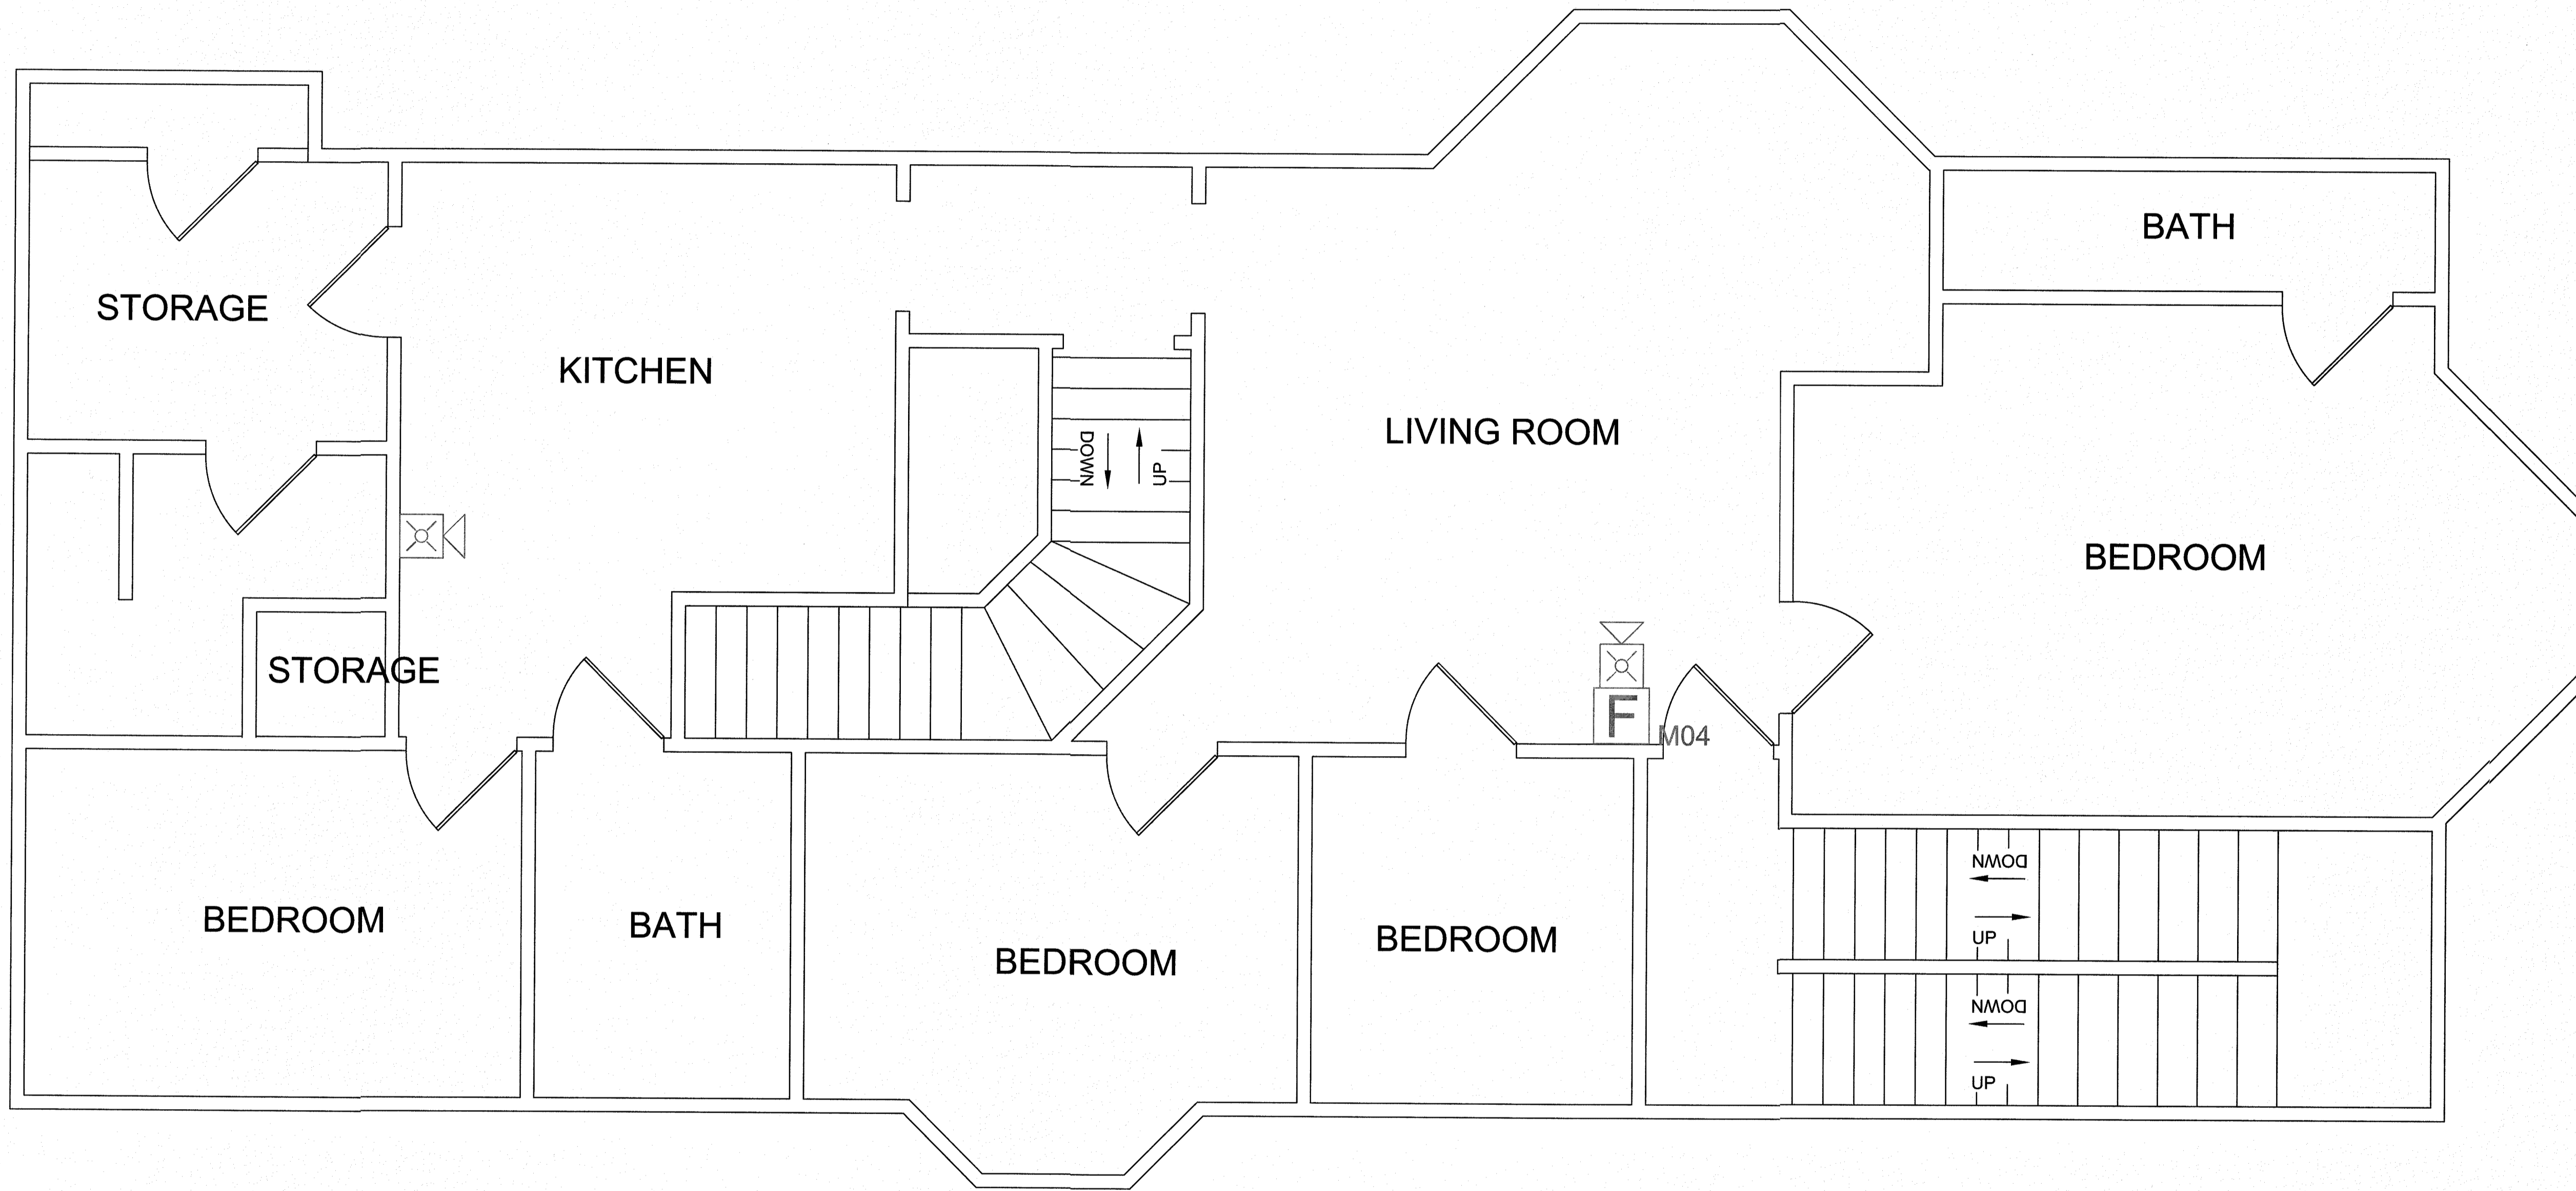 BATH
STORAGE
KITCHEN
LIVING ROOM
DOWN
UP
BEDROOM
STORAGE
F
M04
DOWN
UP
BEDROOM
BATH
BEDROOM
BEDROOM
DOWN
UP